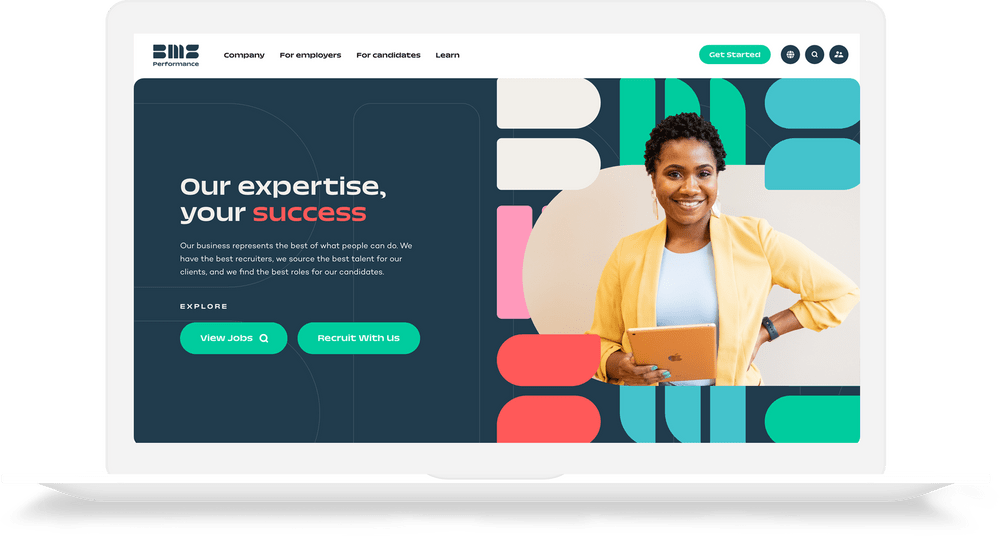 BMS
Performance
Company
For employers
For candidates
Learn
Get Started
Our expertise,
your success
Our business represents the best of what people can do. We
have the best recruiters, we source the best talent for our
clients, and we find the best roles for our candidates.
EXPLORE
View Jobs
Recruit With Us